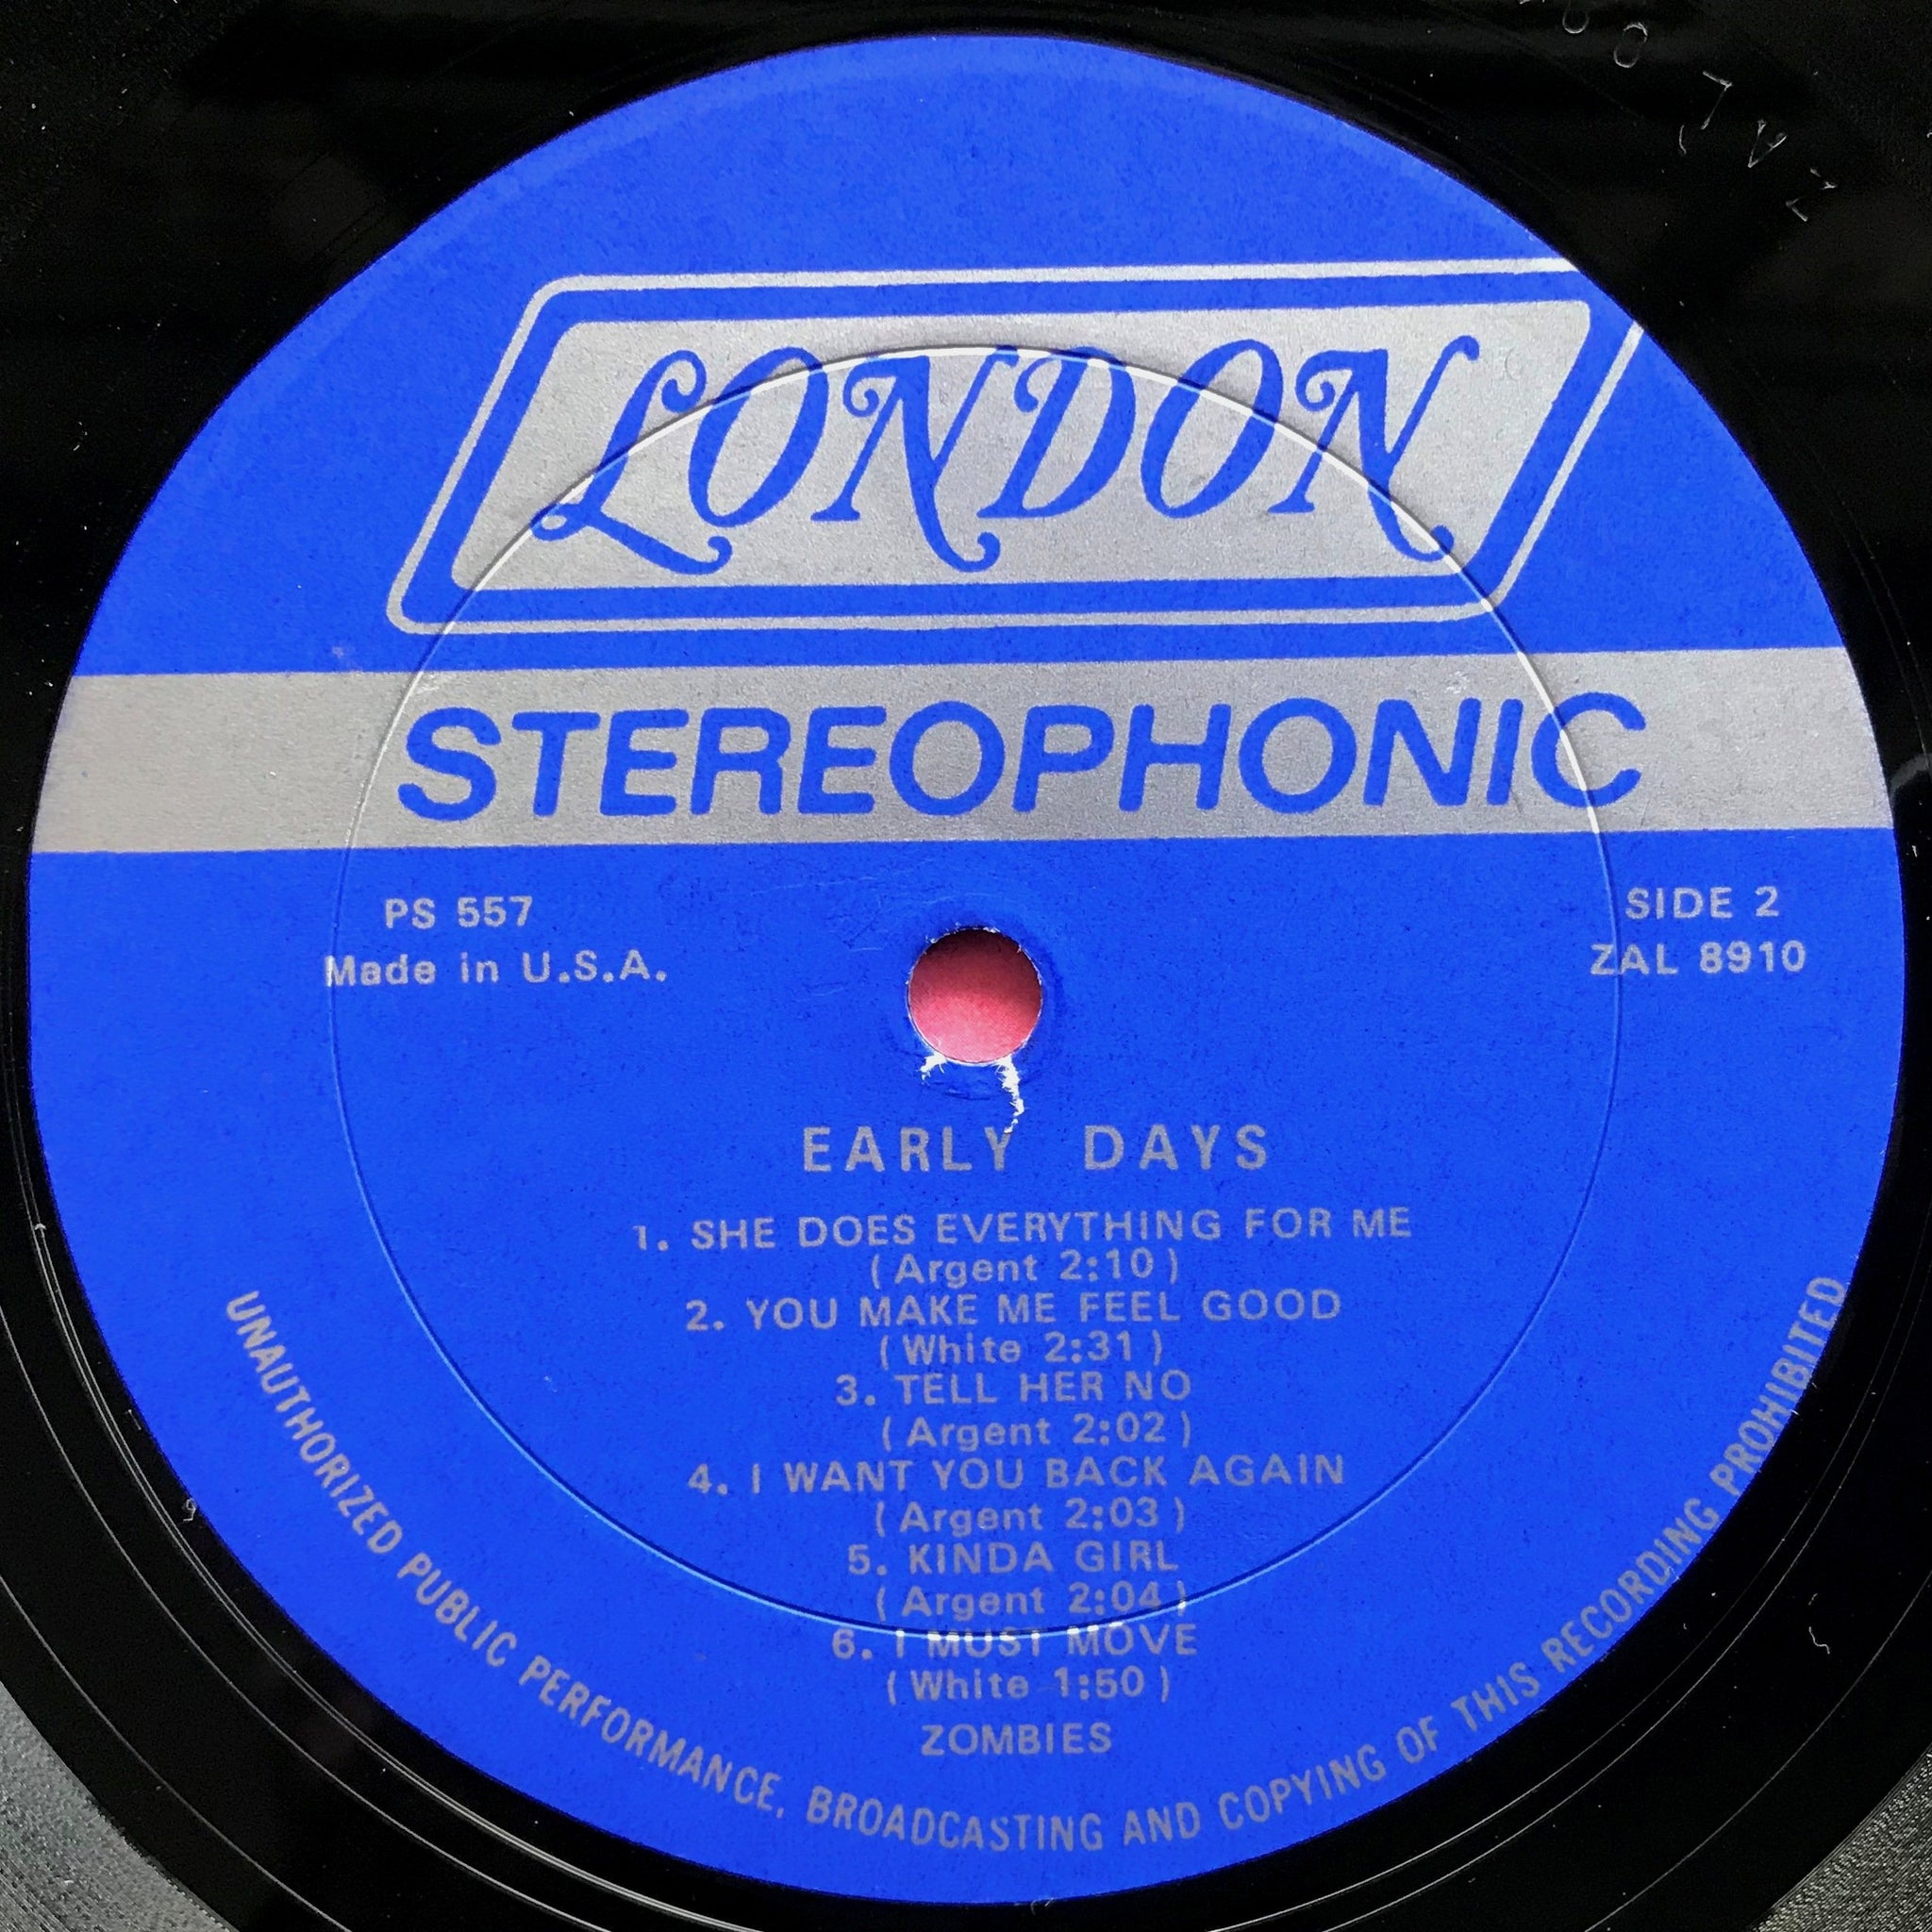 LONDON
STEREOPHONIC
PS 557
Made in U.S.A.
SIDE 2
ZAL 8910
EARLY DAYS
1. SHE DOES EVERYTHING FOR ME
(Argent 2:10)
2. YOU MAKE ME FEEL GOOD
(White 2:31)
3. TELL HER NO
(Argent 2:02)
4. I WANT YOU BACK AGAIN
(Argent 2:03)
5. KINDA GIRL
(Argent 2:04)
6. I MUST MOVE
(White 1:50)
ZOMBIES
UNAUTHORIZED PUBLIC PERFORMANCE, BROADCASTING AND COPYING OF THIS RECORDING PROHIBITED